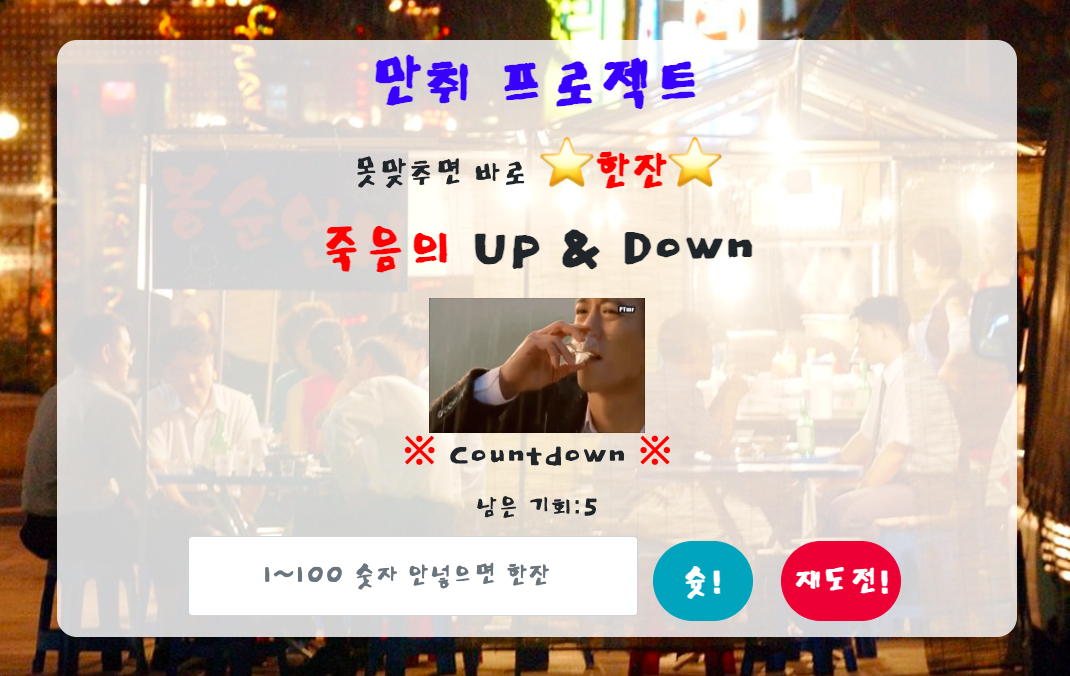 만취 프로젝트
못맞추면 바로 ⭐한잔⭐
죽음의 UP & Down
※ Countdown ※
남은 기회:5
1~100 숫자 안넣으면 한잔
슛!
재도전!